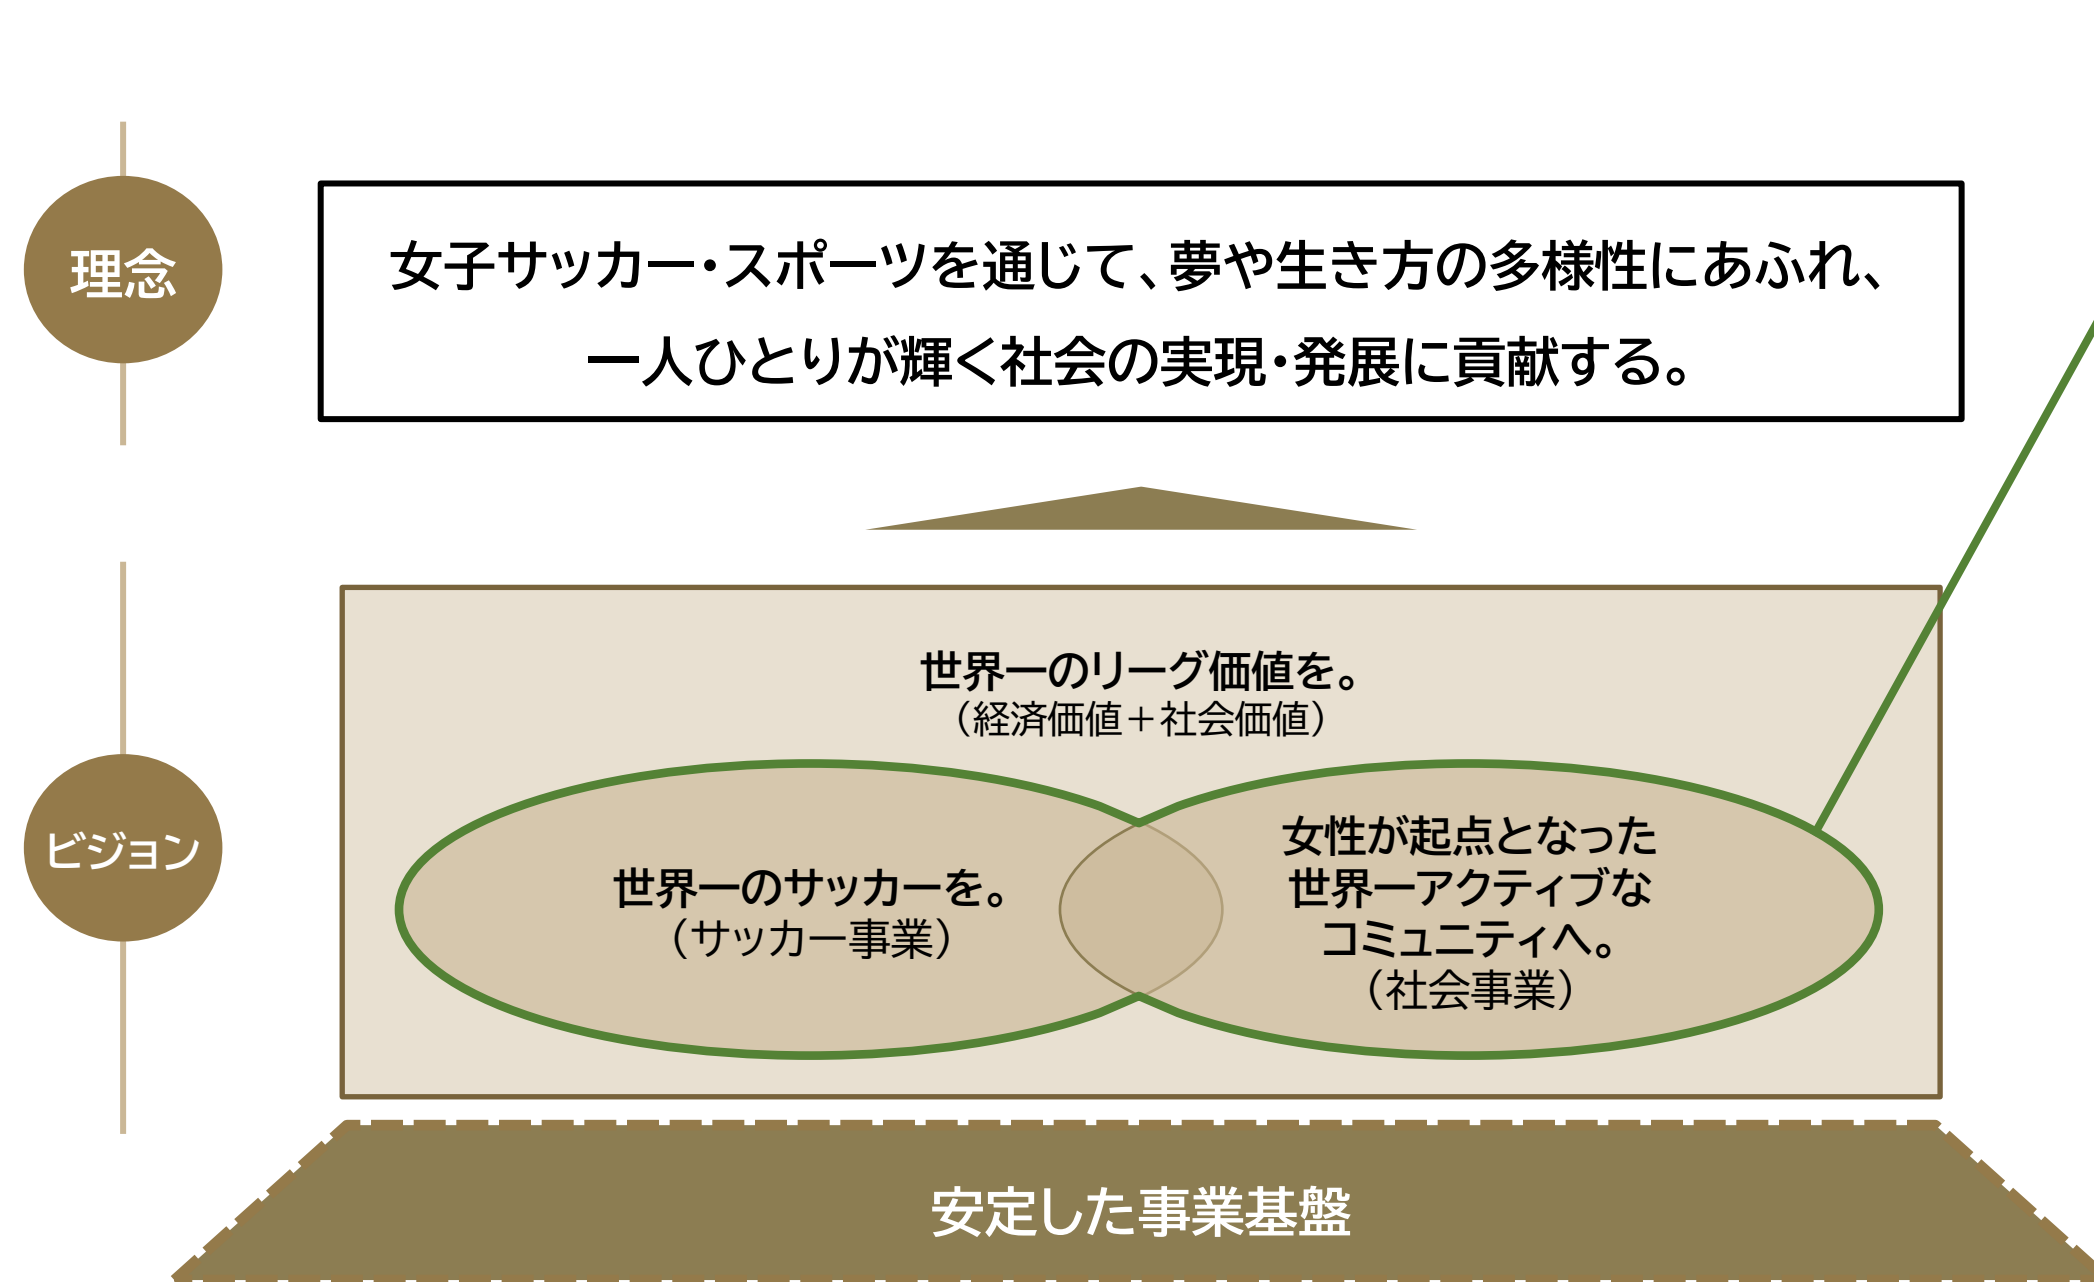 理念
女子サッカー・スポーツを通じて、夢や生き方の多様性にあふれ、
一人ひとりが輝く社会の実現・発展に貢献する。
世界一のリーグ価値を。
（経済価値＋社会価値）
ビジョン
世界一のサッカーを。
（サッカー事業）
女性が起点となった
世界一アクティブな
コミュニティへ。
（社会事業）
安定した事業基盤